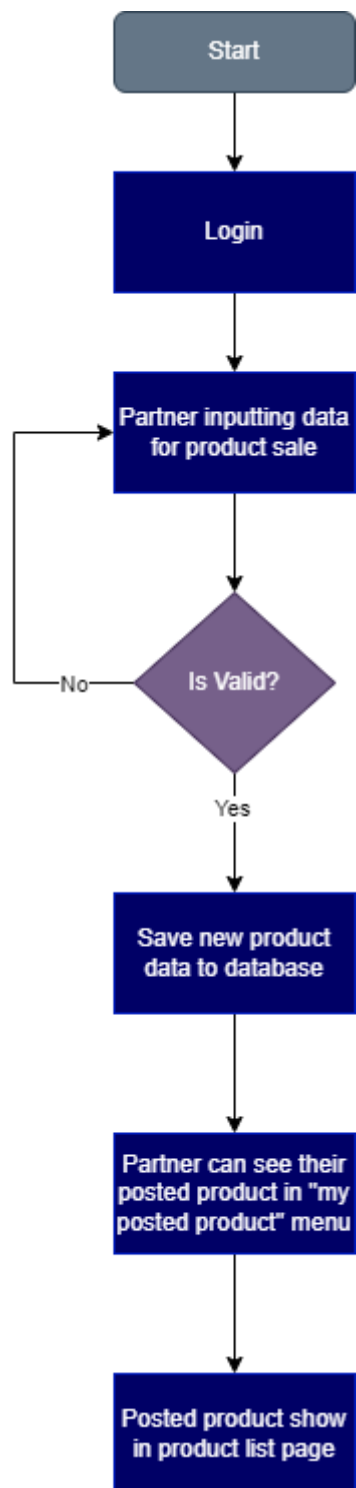 Start
Login
Partner inputting data
for product sale
Is Valid?
No
Yes
Save new product
data to database
Partner can see their
posted product in "my
posted product" menu
Posted product show
in product list page